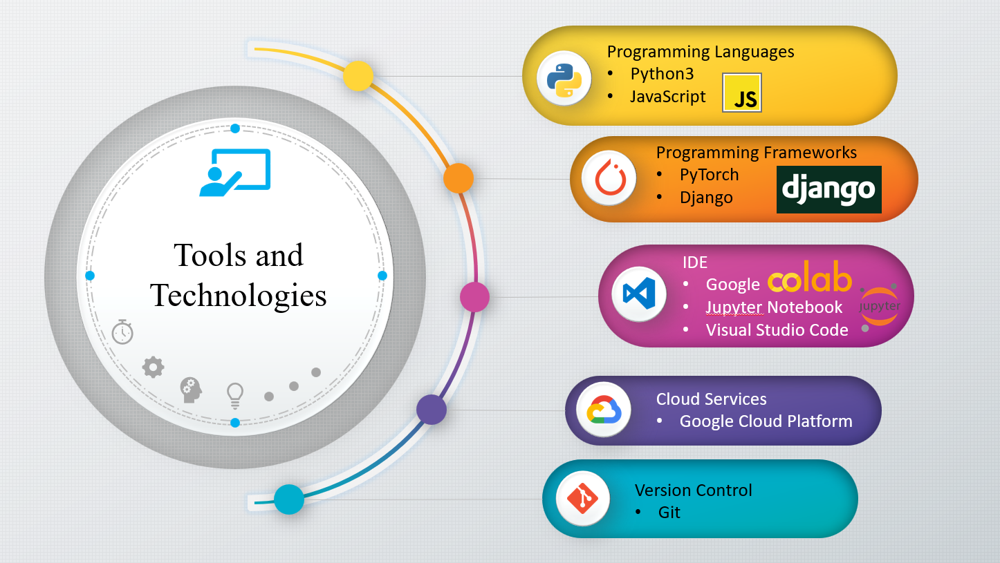 Tools and
Technologies
Programming Languages
• Python3
• JavaScript
JS
Programming Frameworks
• PyTorch
• Django
django
IDE
• Google colab
• Jupyter Notebook
jupyter
• Visual Studio Code
Cloud Services
• Google Cloud Platform
Version Control
• Git